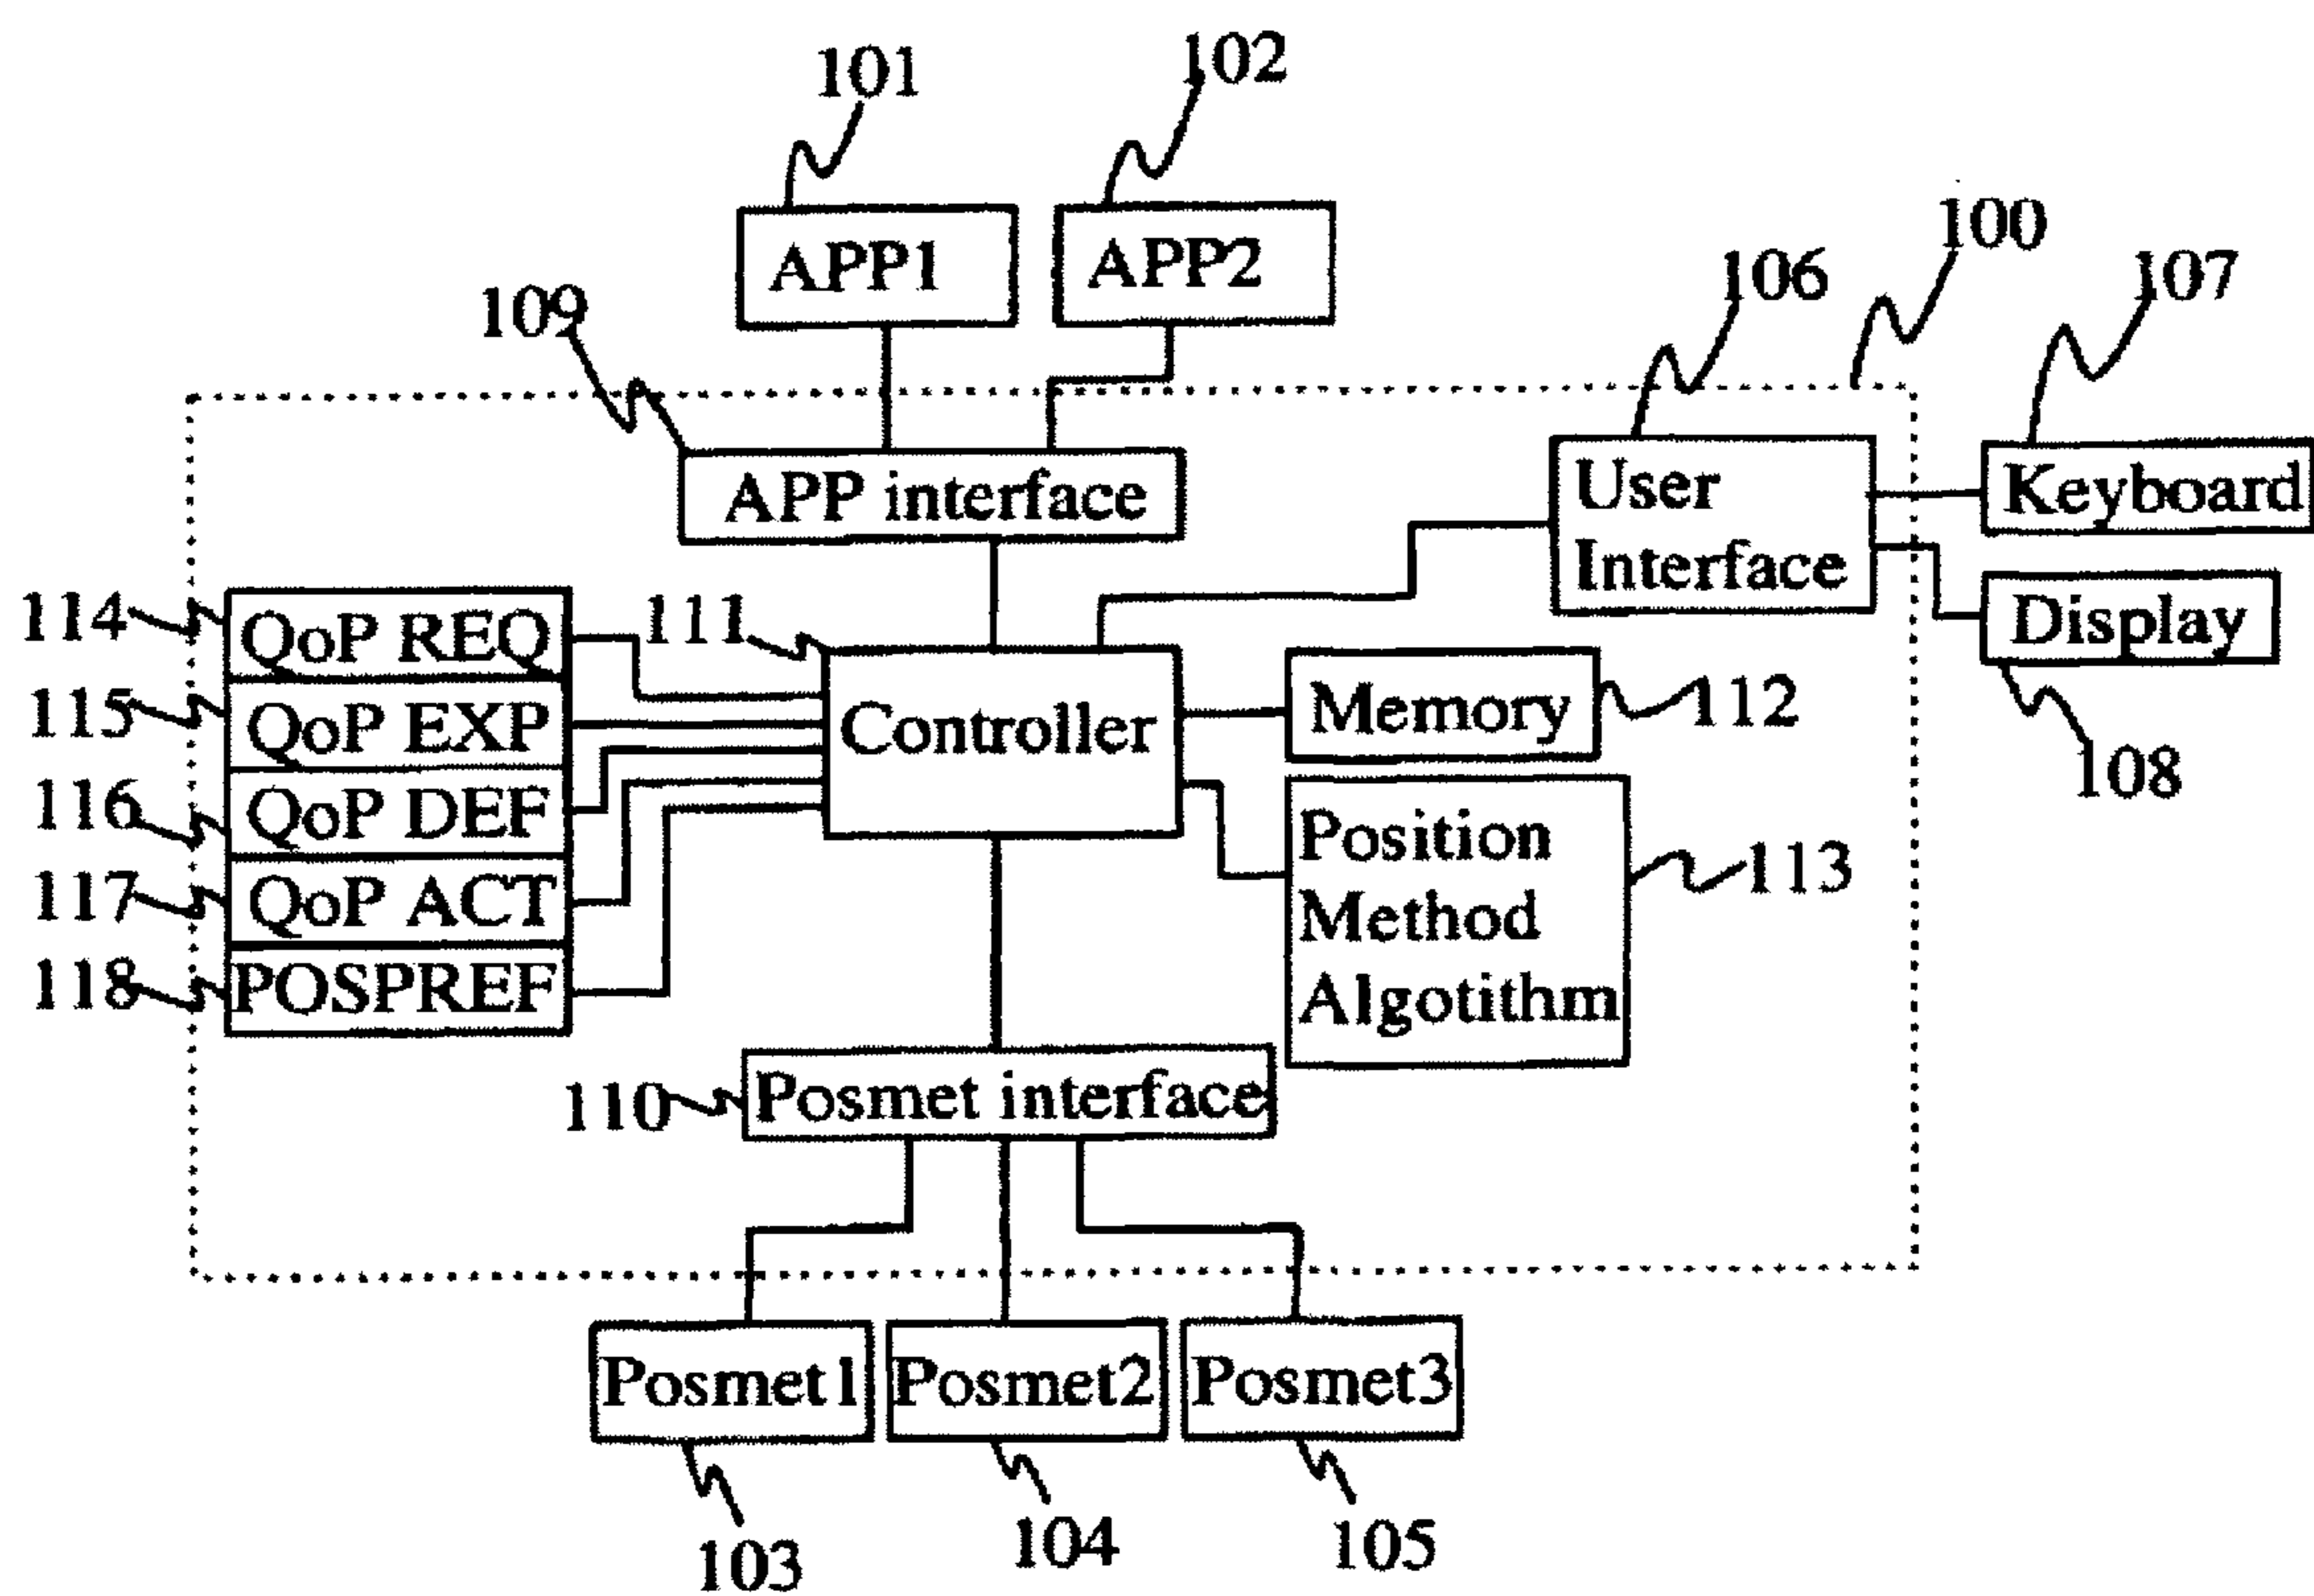 101
102
APP1
APP2
100
106
107
109
APP interface
User
Interface
Keyboard
Display
108
114
QoP REQ
115
QoP EXP
116
QoP DEF
117
QoP ACT
118
POSPREF
111
Controller
Memory
112
Position
Method
Algotithm
113
110
Posmet interface
Posmet1
Posmet2
Posmet3
103
104
105